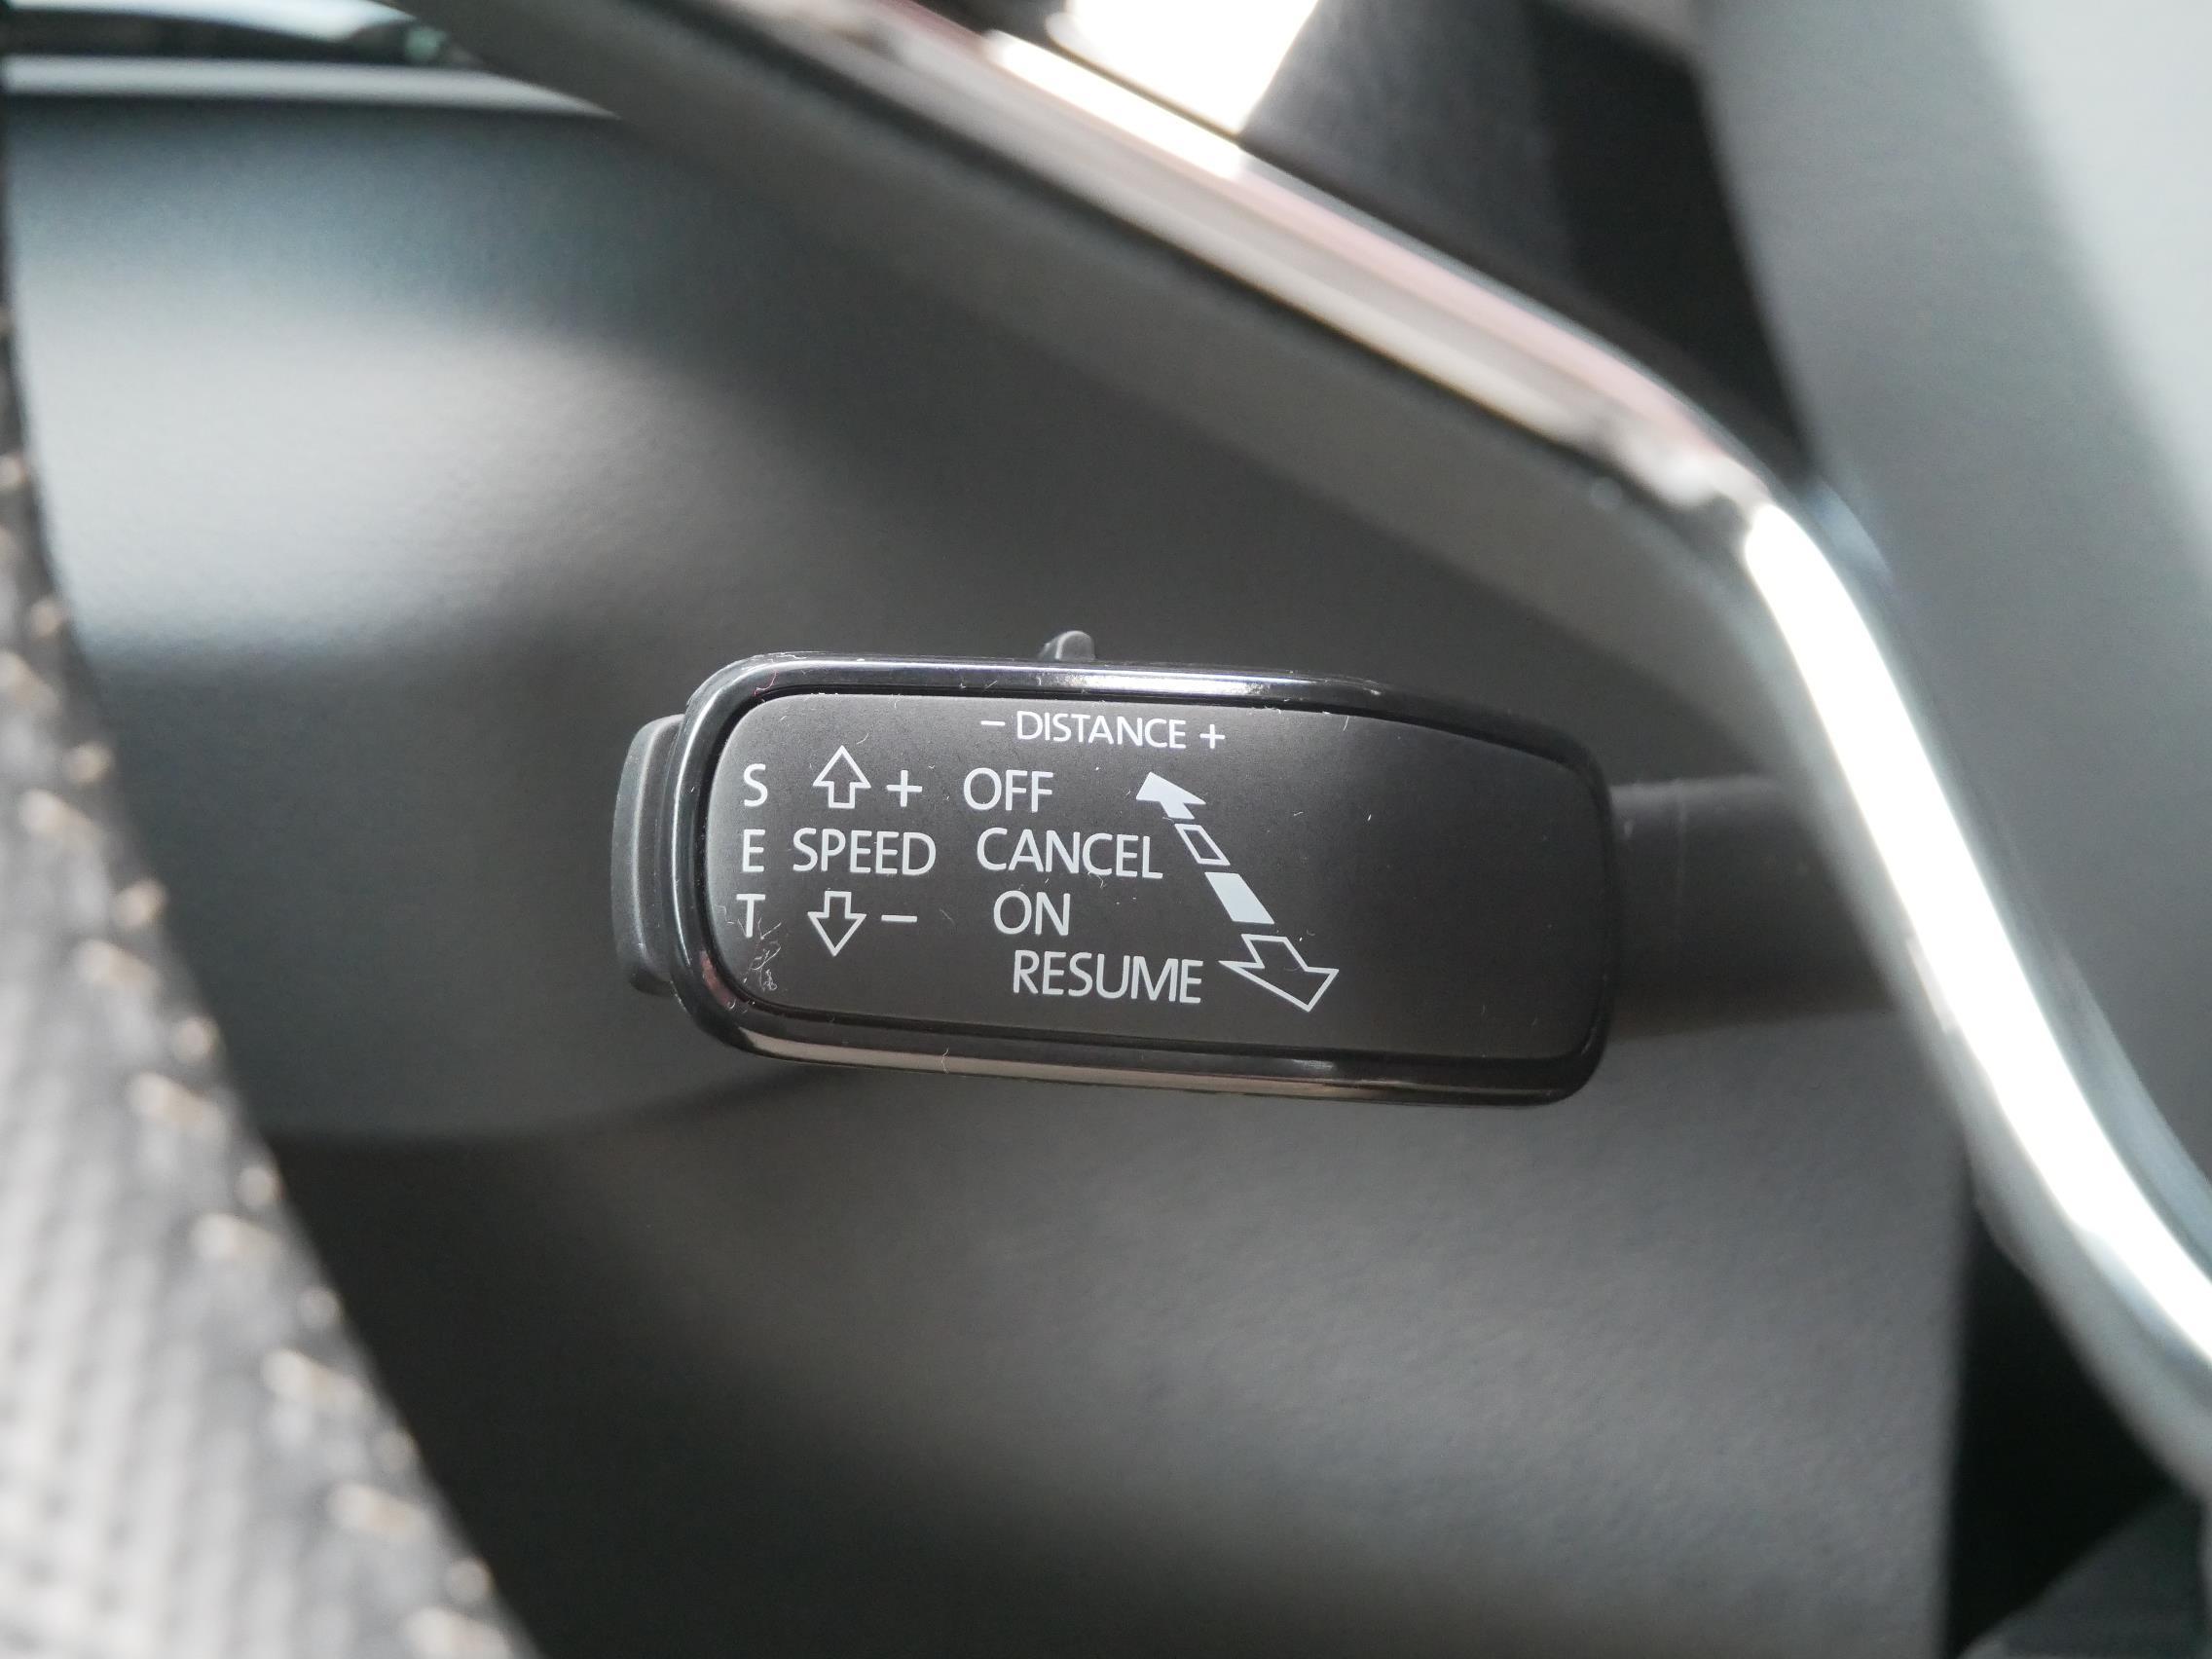 – DISTANCE +
S + OFF
E SPEED CANCEL
T – ON
RESUME